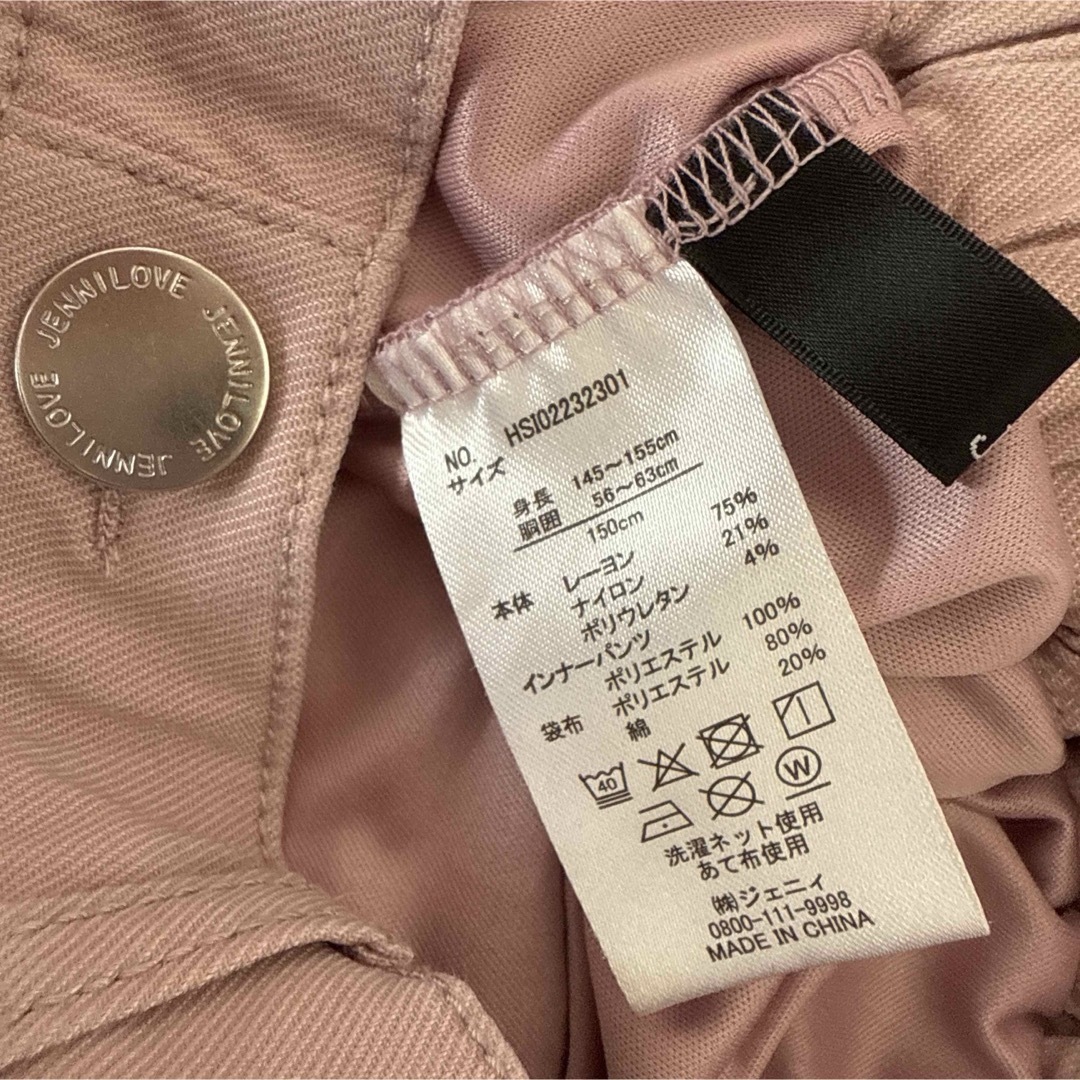 JENNILOVE JENNILOVE JENNILOVE
NO. HSI02232301
サイズ
身長 145～155cm
胴囲 56～63cm
150cm
本体 レーヨン 75%
ナイロン 21%
ポリウレタン 4%
インナーパンツ
ポリエステル 100%
袋布 ポリエステル 80%
綿 20%
40
W
洗濯ネット使用
あて布使用
㈱ジェニィ
0800-111-9998
MADE IN CHINA